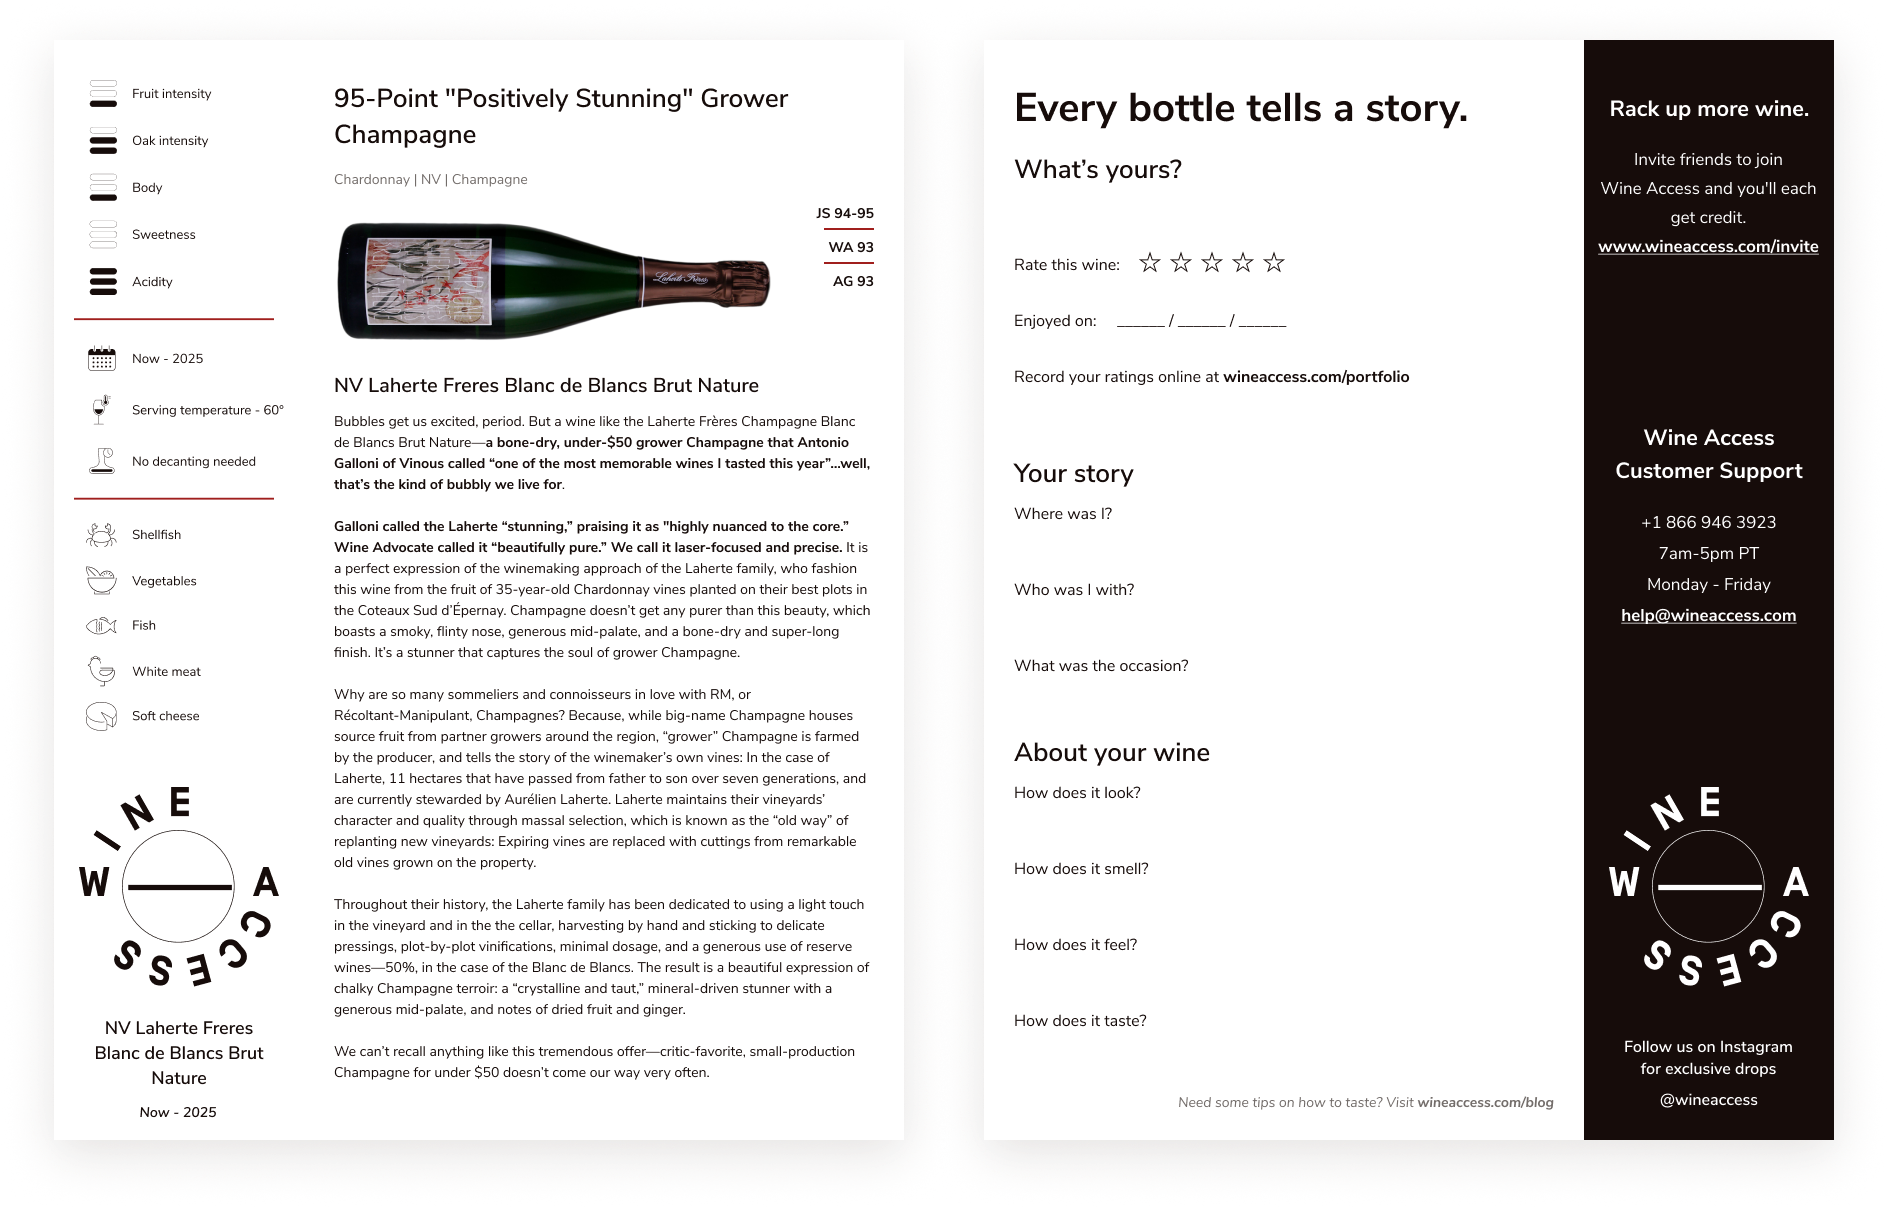 Fruit intensity
Oak intensity
Body
Sweetness
Acidity
Now - 2025
Serving temperature - 60°
No decanting needed
Shellfish
Vegetables
Fish
White meat
Soft cheese
WINE ACCESS
NV Laherte Freres
Blanc de Blancs Brut
Nature
Now - 2025
95-Point "Positively Stunning" Grower
Champagne
Chardonnay | NV | Champagne
JS 94-95
WA 93
AG 93
Laherte Frères
NV Laherte Freres Blanc de Blancs Brut Nature
Bubbles get us excited, period. But a wine like the Laherte Frères Champagne Blanc
de Blancs Brut Nature—a bone-dry, under-$50 grower Champagne that Antonio
Galloni of Vinous called “one of the most memorable wines I tasted this year”...well,
that’s the kind of bubbly we live for.
Galloni called the Laherte “stunning,” praising it as "highly nuanced to the core.”
Wine Advocate called it “beautifully pure.” We call it laser-focused and precise. It is
a perfect expression of the winemaking approach of the Laherte family, who fashion
this wine from the fruit of 35-year-old Chardonnay vines planted on their best plots in
the Coteaux Sud d’Épernay. Champagne doesn’t get any purer than this beauty, which
boasts a smoky, flinty nose, generous mid-palate, and a bone-dry and super-long
finish. It’s a stunner that captures the soul of grower Champagne.
Why are so many sommeliers and connoisseurs in love with RM, or
Récoltant-Manipulant, Champagnes? Because, while big-name Champagne houses
source fruit from partner growers around the region, “grower” Champagne is farmed
by the producer, and tells the story of the winemaker’s own vines: In the case of
Laherte, 11 hectares that have passed from father to son over seven generations, and
are currently stewarded by Aurélien Laherte. Laherte maintains their vineyards’
character and quality through massal selection, which is known as the “old way” of
replanting new vineyards: Expiring vines are replaced with cuttings from remarkable
old vines grown on the property.
Throughout their history, the Laherte family has been dedicated to using a light touch
in the vineyard and in the the cellar, harvesting by hand and sticking to delicate
pressings, plot-by-plot vinifications, minimal dosage, and a generous use of reserve
wines—50%, in the case of the Blanc de Blancs. The result is a beautiful expression of
chalky Champagne terroir: a “crystalline and taut,” mineral-driven stunner with a
generous mid-palate, and notes of dried fruit and ginger.
We can’t recall anything like this tremendous offer—critic-favorite, small-production
Champagne for under $50 doesn’t come our way very often.
Every bottle tells a story.
What’s yours?
Rate this wine: ☆ ☆ ☆ ☆ ☆
Enjoyed on: ______ / ______ / ______
Record your ratings online at wineaccess.com/portfolio
Your story
Where was I?
Who was I with?
What was the occasion?
About your wine
How does it look?
How does it smell?
How does it feel?
How does it taste?
Need some tips on how to taste? Visit wineaccess.com/blog
Rack up more wine.
Invite friends to join
Wine Access and you'll each
get credit.
www.wineaccess.com/invite
Wine Access
Customer Support
+1 866 946 3923
7am-5pm PT
Monday - Friday
help@wineaccess.com
WINE ACCESS
Follow us on Instagram
for exclusive drops
@wineaccess